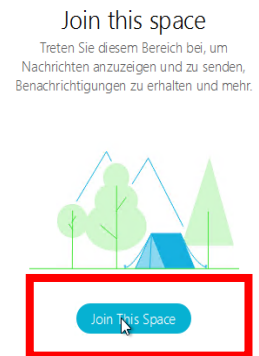 Join this space
Treten Sie diesem Bereich bei, um
Nachrichten anzuzeigen und zu senden,
Benachrichtigungen zu erhalten und mehr.
Join This Space